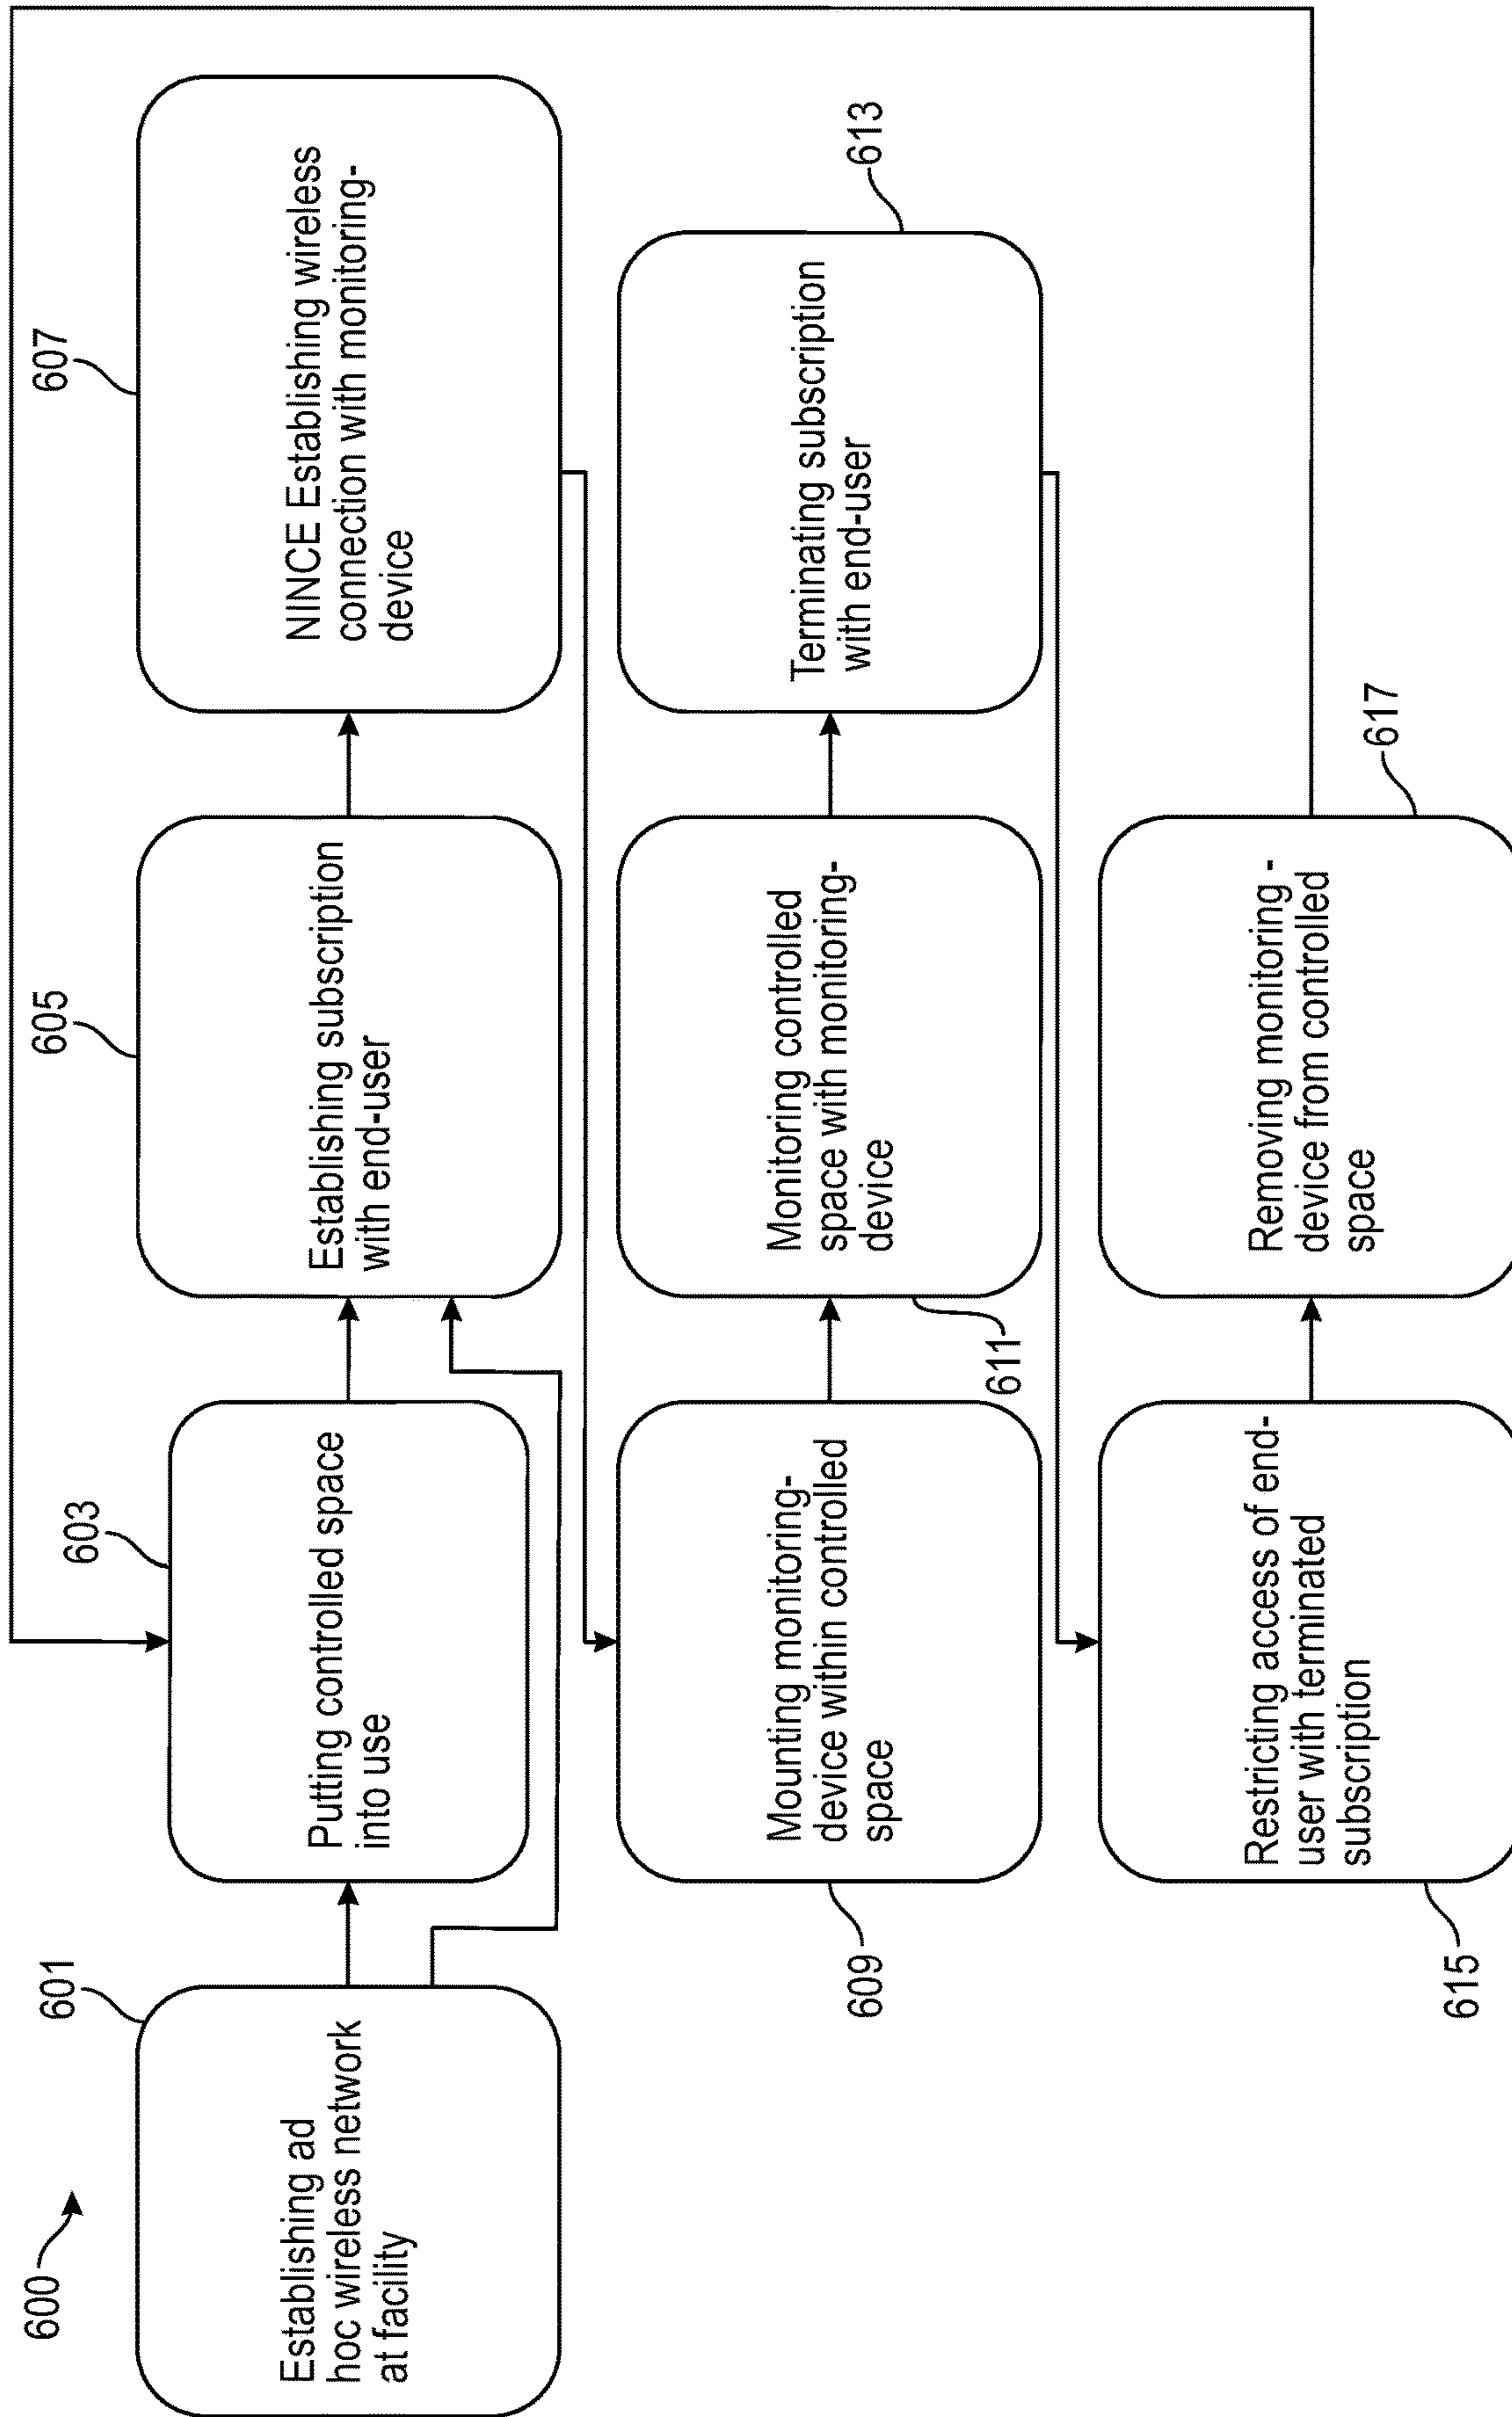 600
601
Establishing ad
hoc wireless network
at facility
603
Putting controlled space
into use
605
Establishing subscription
with end-user
607
NINCE Establishing wireless
connection with monitoring-
device
609
Mounting monitoring-
device within controlled
space
611
Monitoring controlled
space with monitoring-
device
613
Terminating subscription
with end-user
615
Restricting access of end-
user with terminated
subscription
617
Removing monitoring -
device from controlled
space